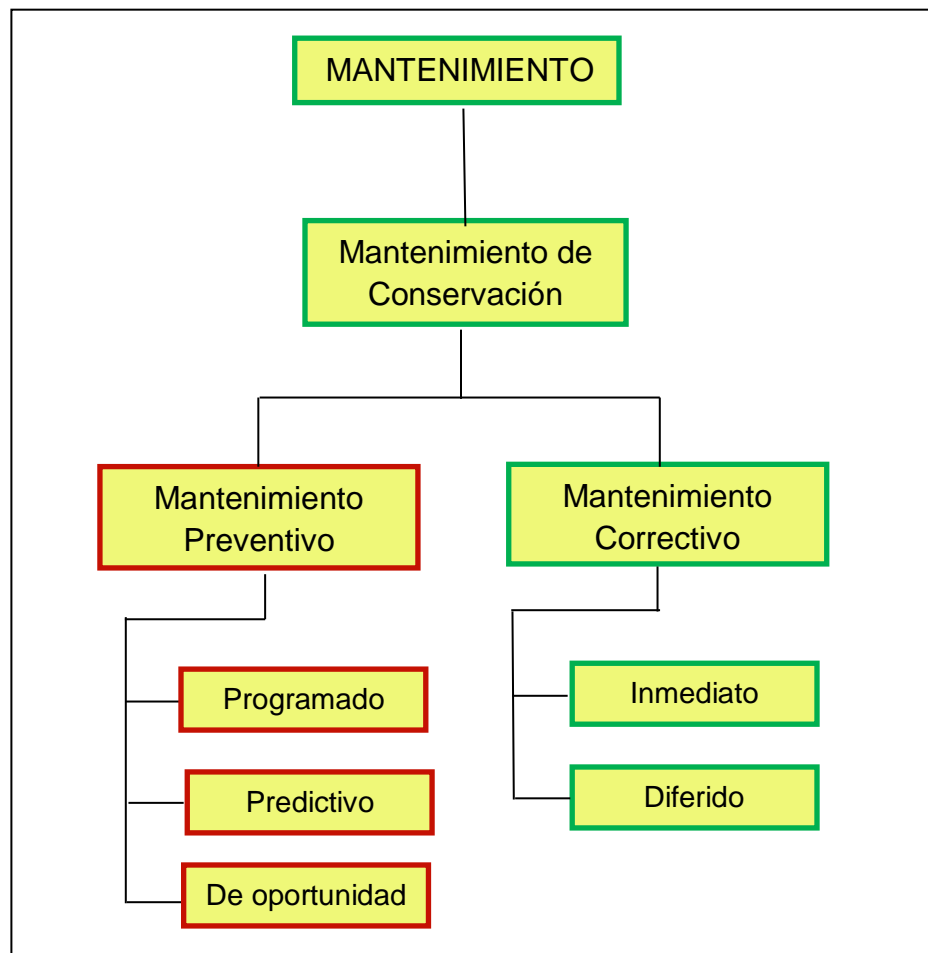 MANTENIMIENTO
Mantenimiento de
Conservación
Mantenimiento
Preventivo
Programado
Predictivo
De oportunidad
Mantenimiento
Correctivo
Inmediato
Diferido